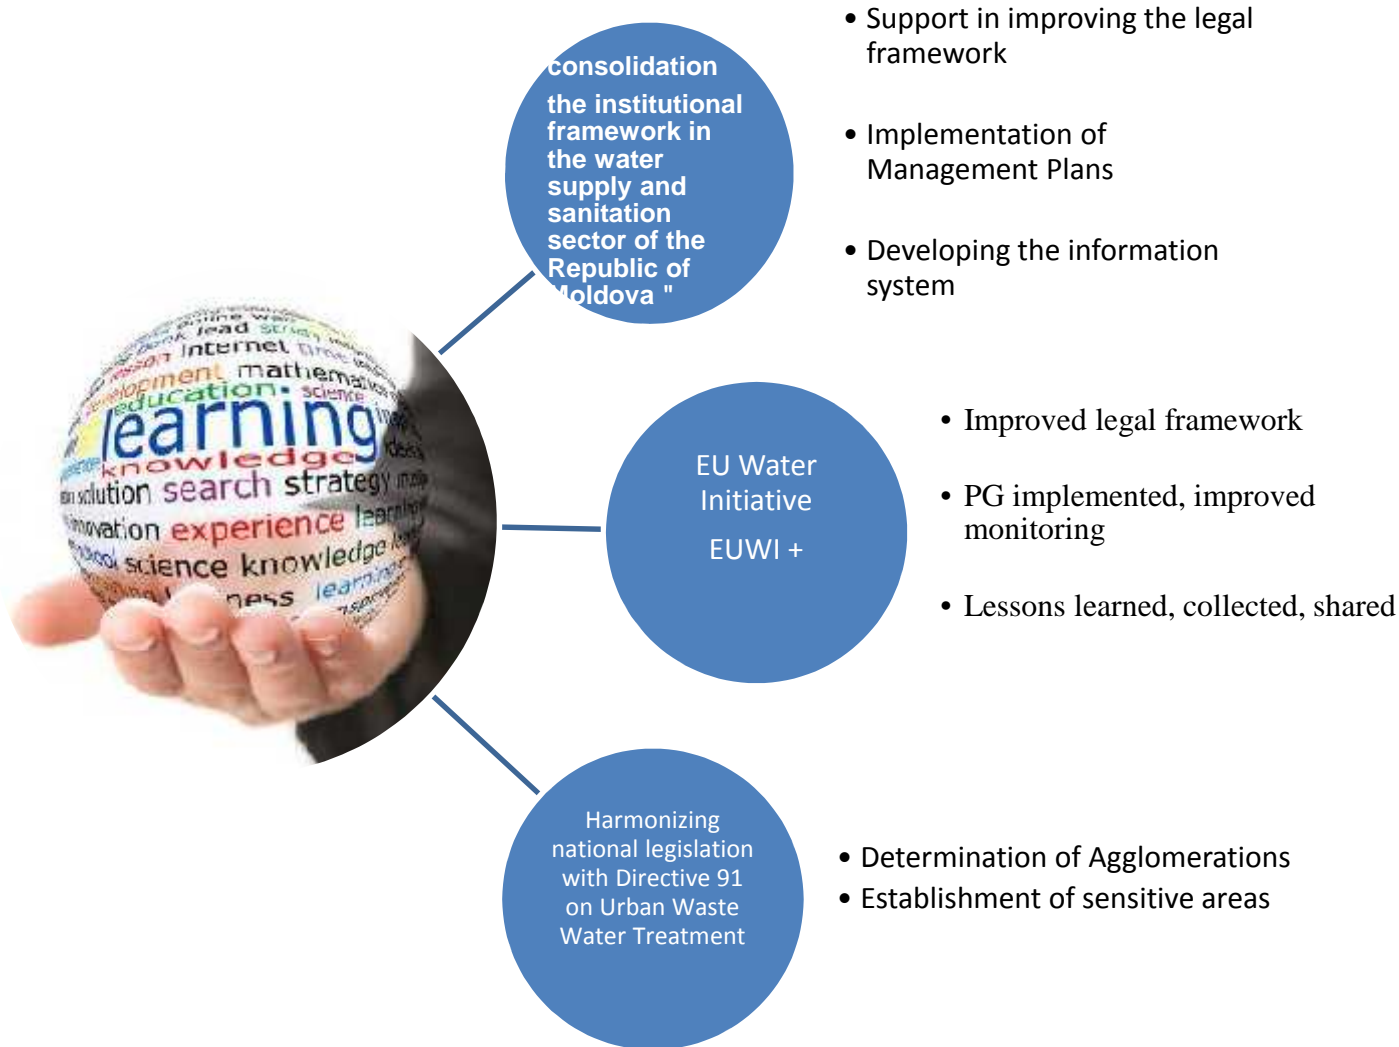 consolidation
the institutional
framework in
the water
supply and
sanitation
sector of the
Republic of
Moldova "
• Support in improving the legal
framework
• Implementation of
Management Plans
• Developing the information
system
lead
Internet
mathematics
education science
learning
knowledge
solution search strategy
experience
school science knowledge
EU Water
Initiative
EUWI +
• Improved legal framework
• PG implemented, improved
monitoring
• Lessons learned, collected, shared
Harmonizing
national legislation
with Directive 91
on Urban Waste
Water Treatment
• Determination of Agglomerations
• Establishment of sensitive areas